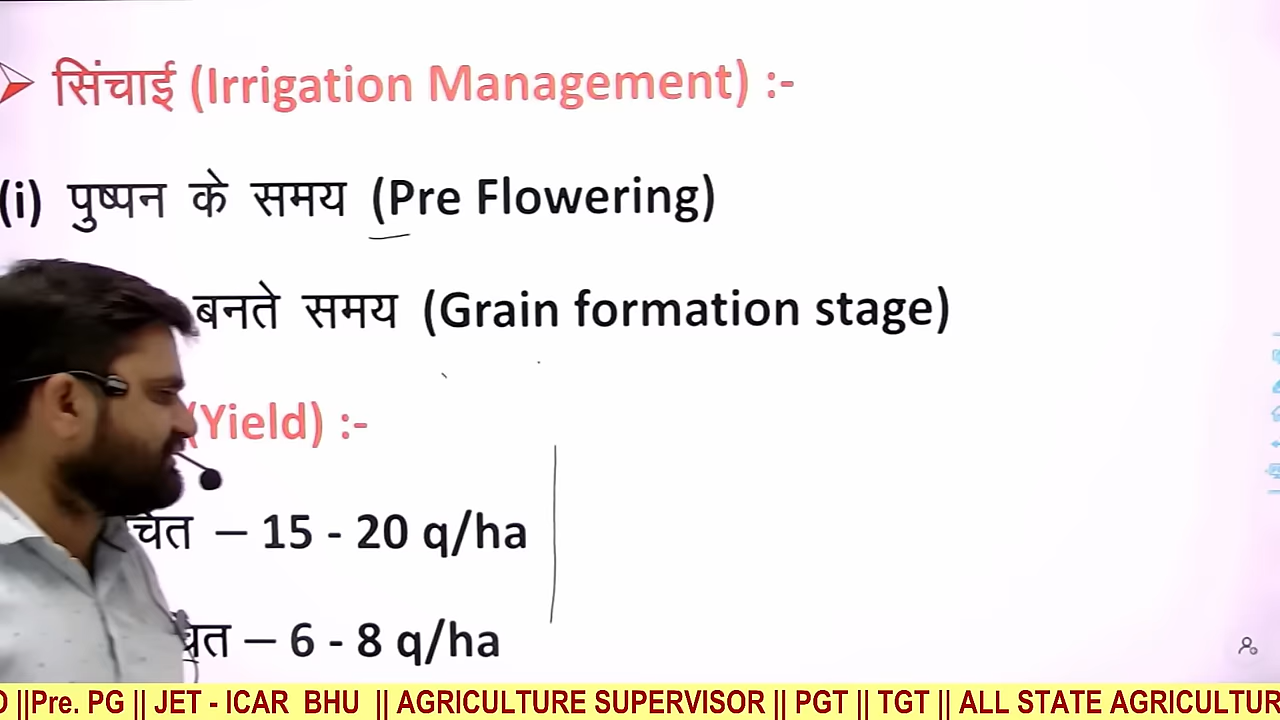 सिंचाई (Irrigation Management) :-
(i) पुष्पन के समय (Pre Flowering)
बनते समय (Grain formation stage)
(Yield) :-
– 15 - 20 q/ha
– 6 - 8 q/ha
||Pre. PG || JET - ICAR BHU || AGRICULTURE SUPERVISOR || PGT || TGT || ALL STATE